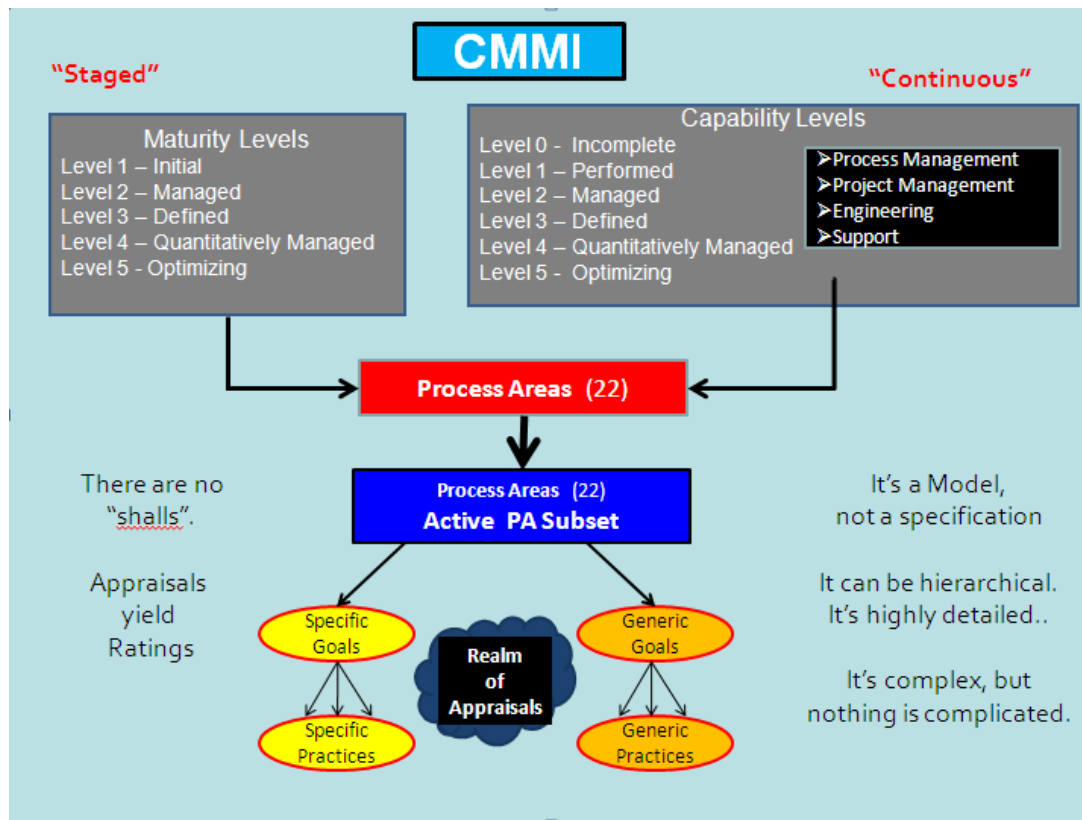 CMMI
"Staged"
"Continuous"
Maturity Levels
Level 1 – Initial
Level 2 – Managed
Level 3 – Defined
Level 4 – Quantitatively Managed
Level 5 - Optimizing
Capability Levels
Level 0 - Incomplete
Level 1 – Performed
Level 2 – Managed
Level 3 – Defined
Level 4 – Quantitatively Managed
Level 5 - Optimizing
➢Process Management
➢Project Management
➢Engineering
➢Support
Process Areas (22)
Process Areas (22)
Active PA Subset
There are no
"shalls".
Appraisals
yield
Ratings
Specific
Goals
Specific
Practices
Realm
of
Appraisals
Generic
Goals
Generic
Practices
It's a Model,
not a specification
It can be hierarchical.
It's highly detailed..
It's complex, but
nothing is complicated.